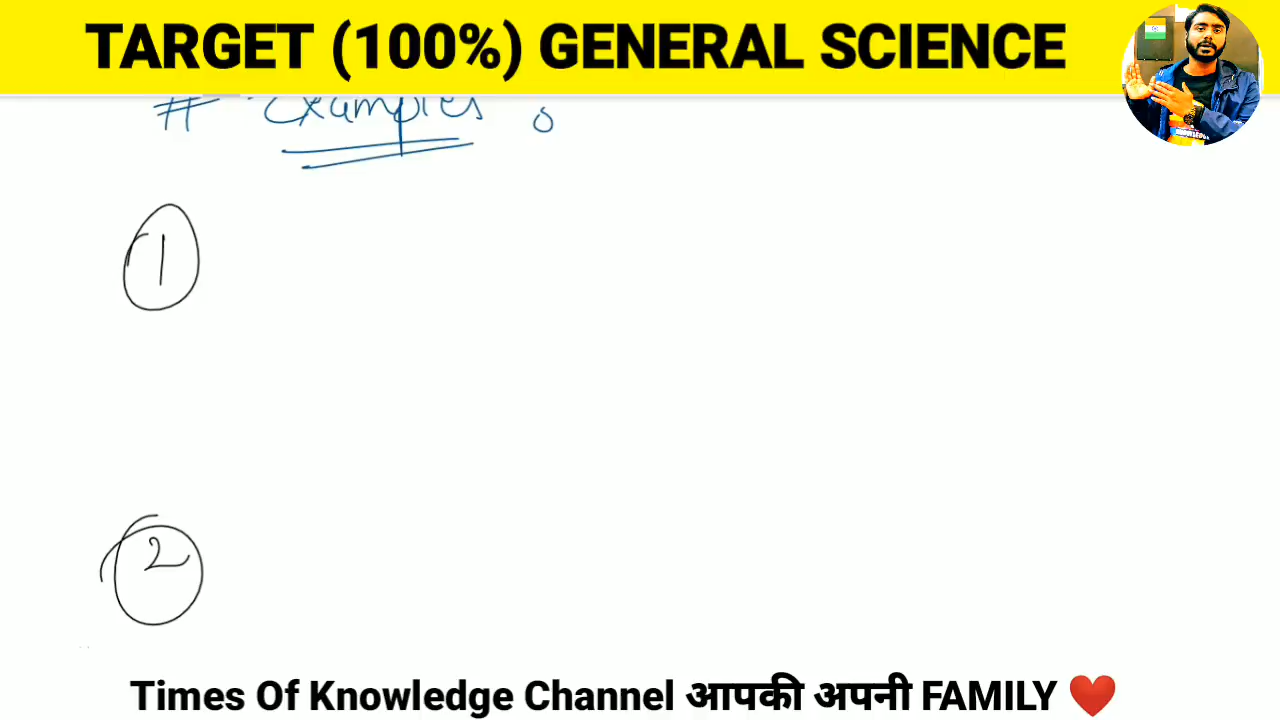 TARGET (100%) GENERAL SCIENCE
# Examples
1
2
Times Of Knowledge Channel आपकी अपनी FAMILY ❤️